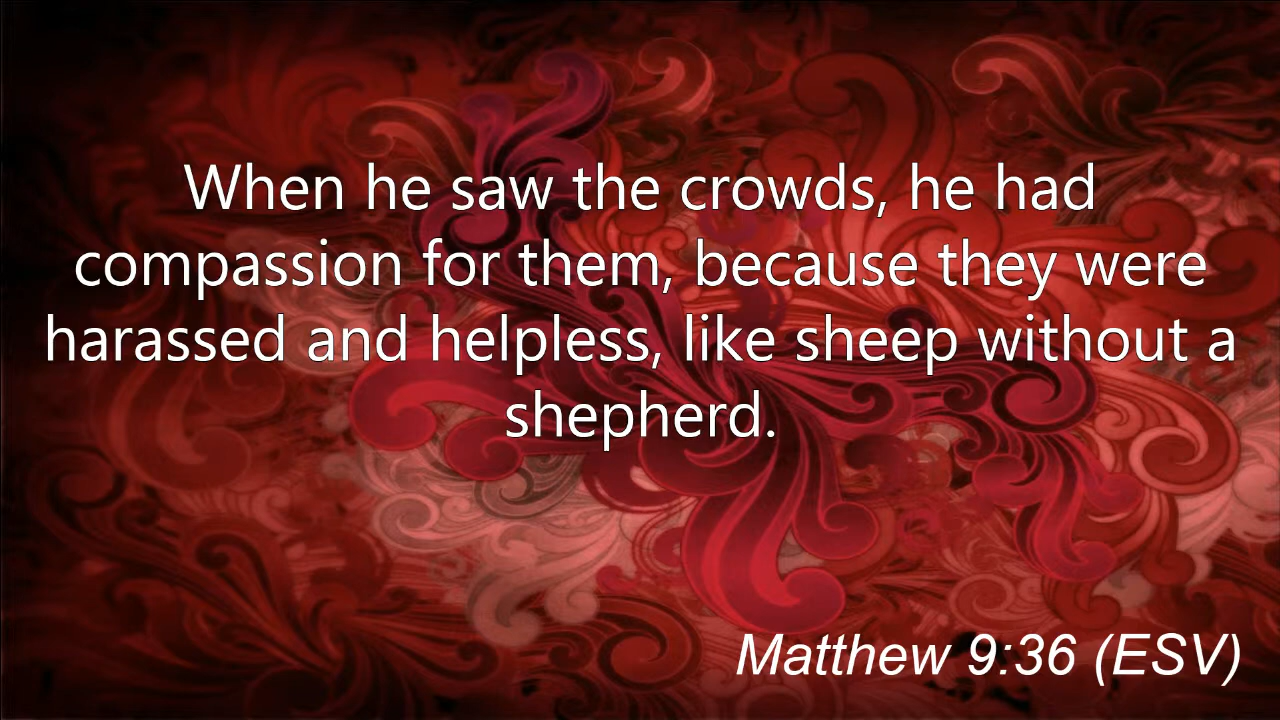 When he saw the crowds, he had
compassion for them, because they were
harassed and helpless, like sheep without a
shepherd.
Matthew 9:36 (ESV)